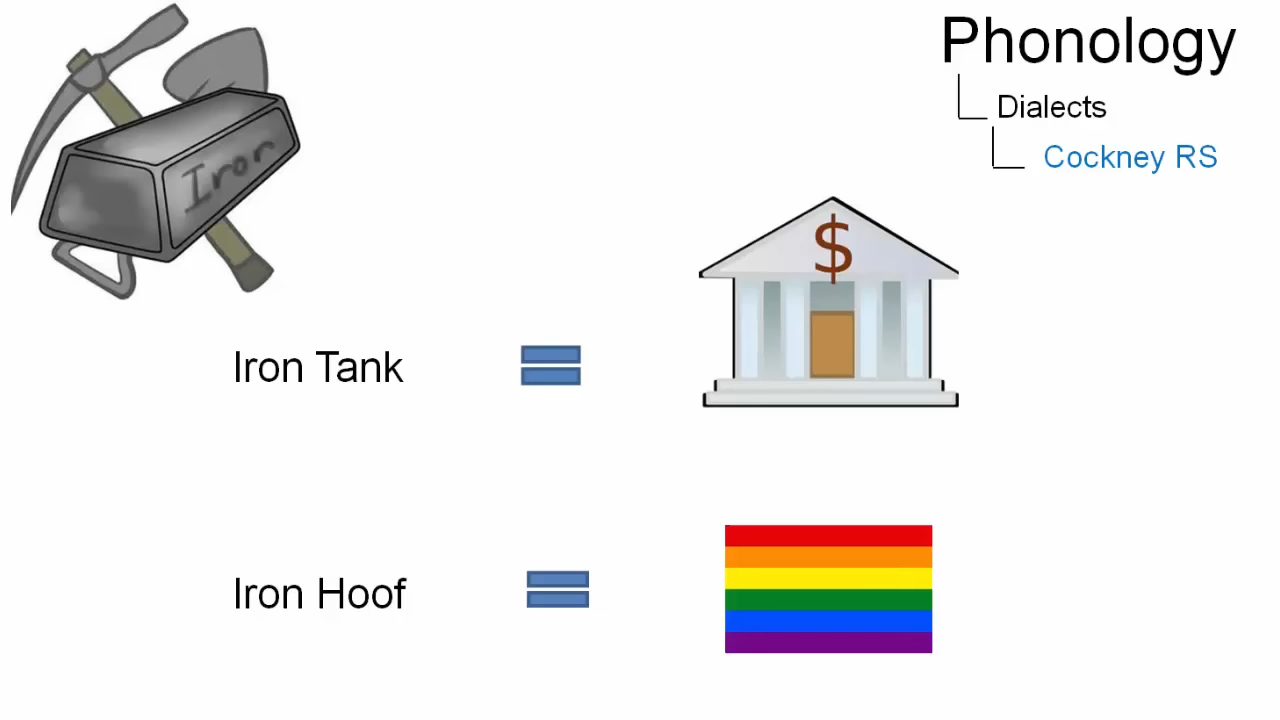 Phonology
Dialects
Cockney RS
Iron
$
Iron Tank
Iron Hoof